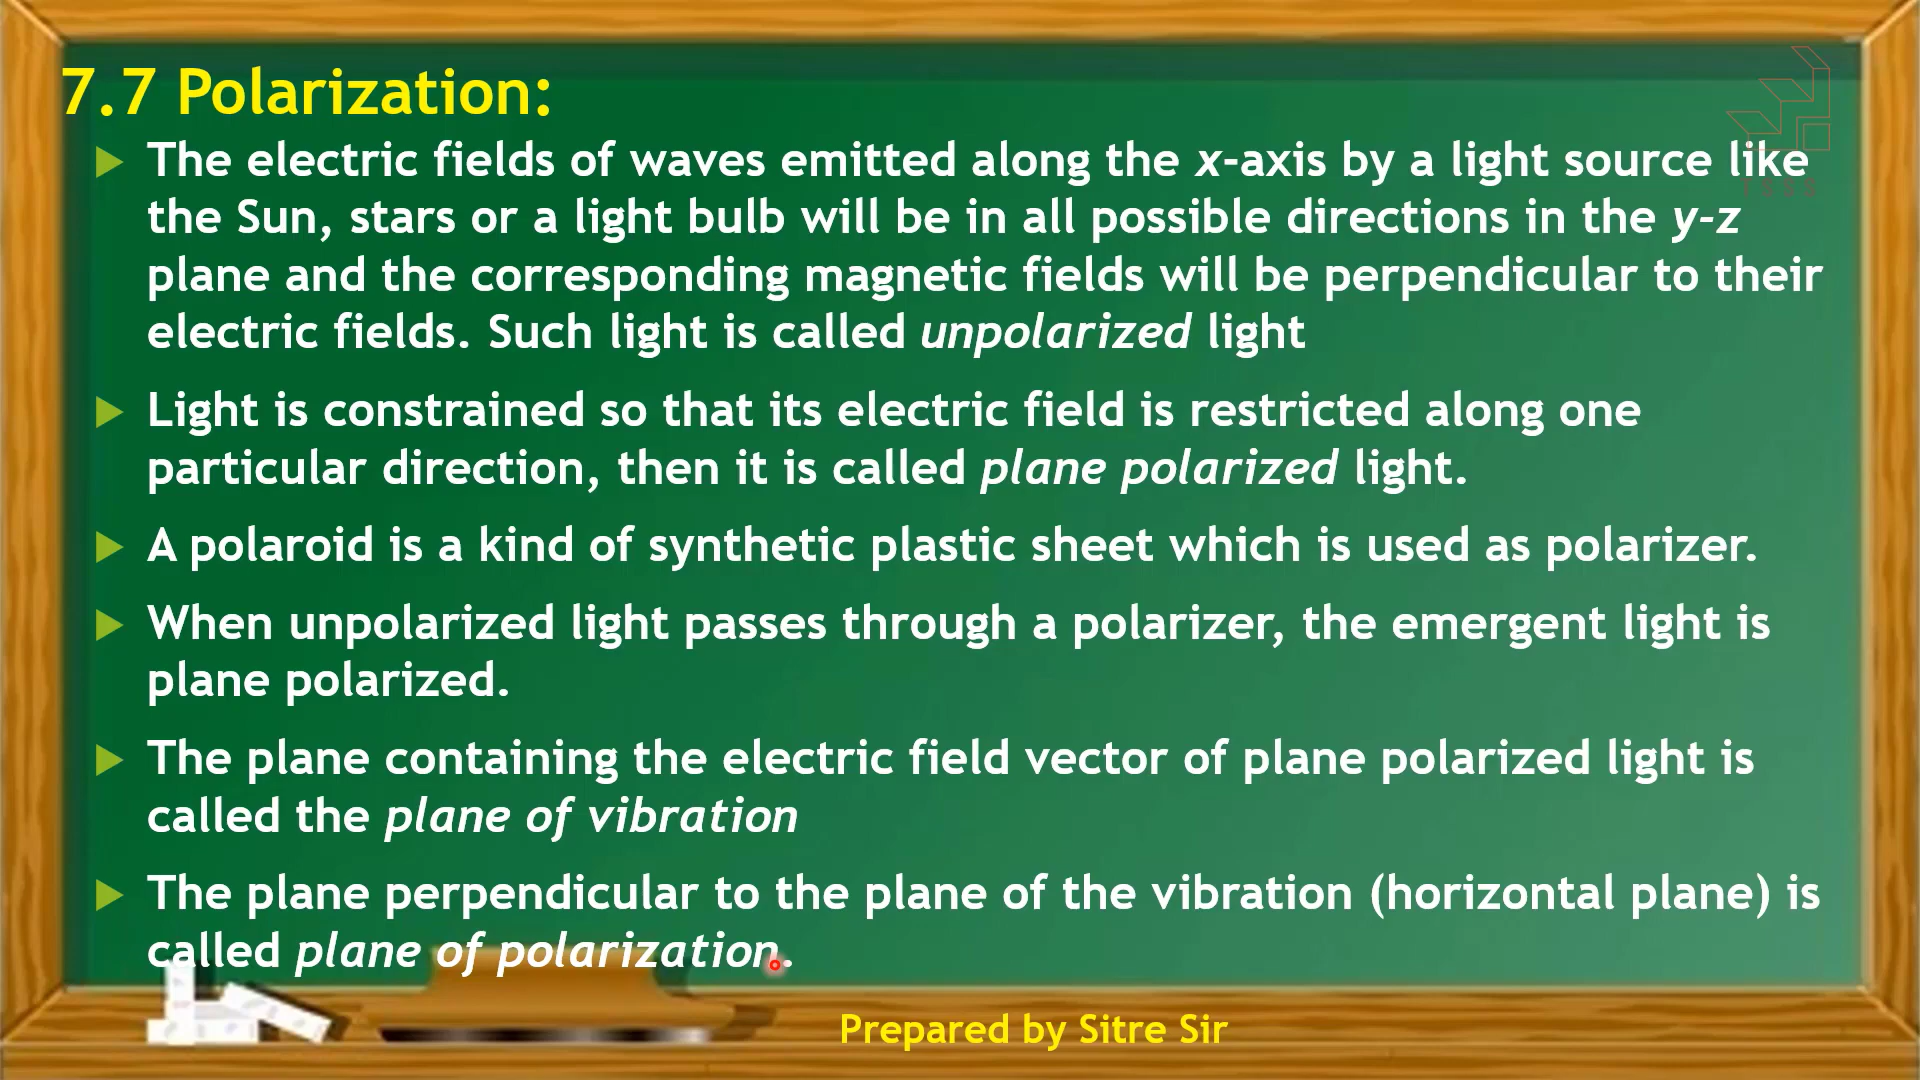 7.7 Polarization:
The electric fields of waves emitted along the x-axis by a light source like
the Sun, stars or a light bulb will be in all possible directions in the y-z
plane and the corresponding magnetic fields will be perpendicular to their
electric fields. Such light is called unpolarized light
Light is constrained so that its electric field is restricted along one
particular direction, then it is called plane polarized light.
A polaroid is a kind of synthetic plastic sheet which is used as polarizer.
When unpolarized light passes through a polarizer, the emergent light is
plane polarized.
The plane containing the electric field vector of plane polarized light is
called the plane of vibration
The plane perpendicular to the plane of the vibration (horizontal plane) is
called plane of polarization.
Prepared by Sitre Sir